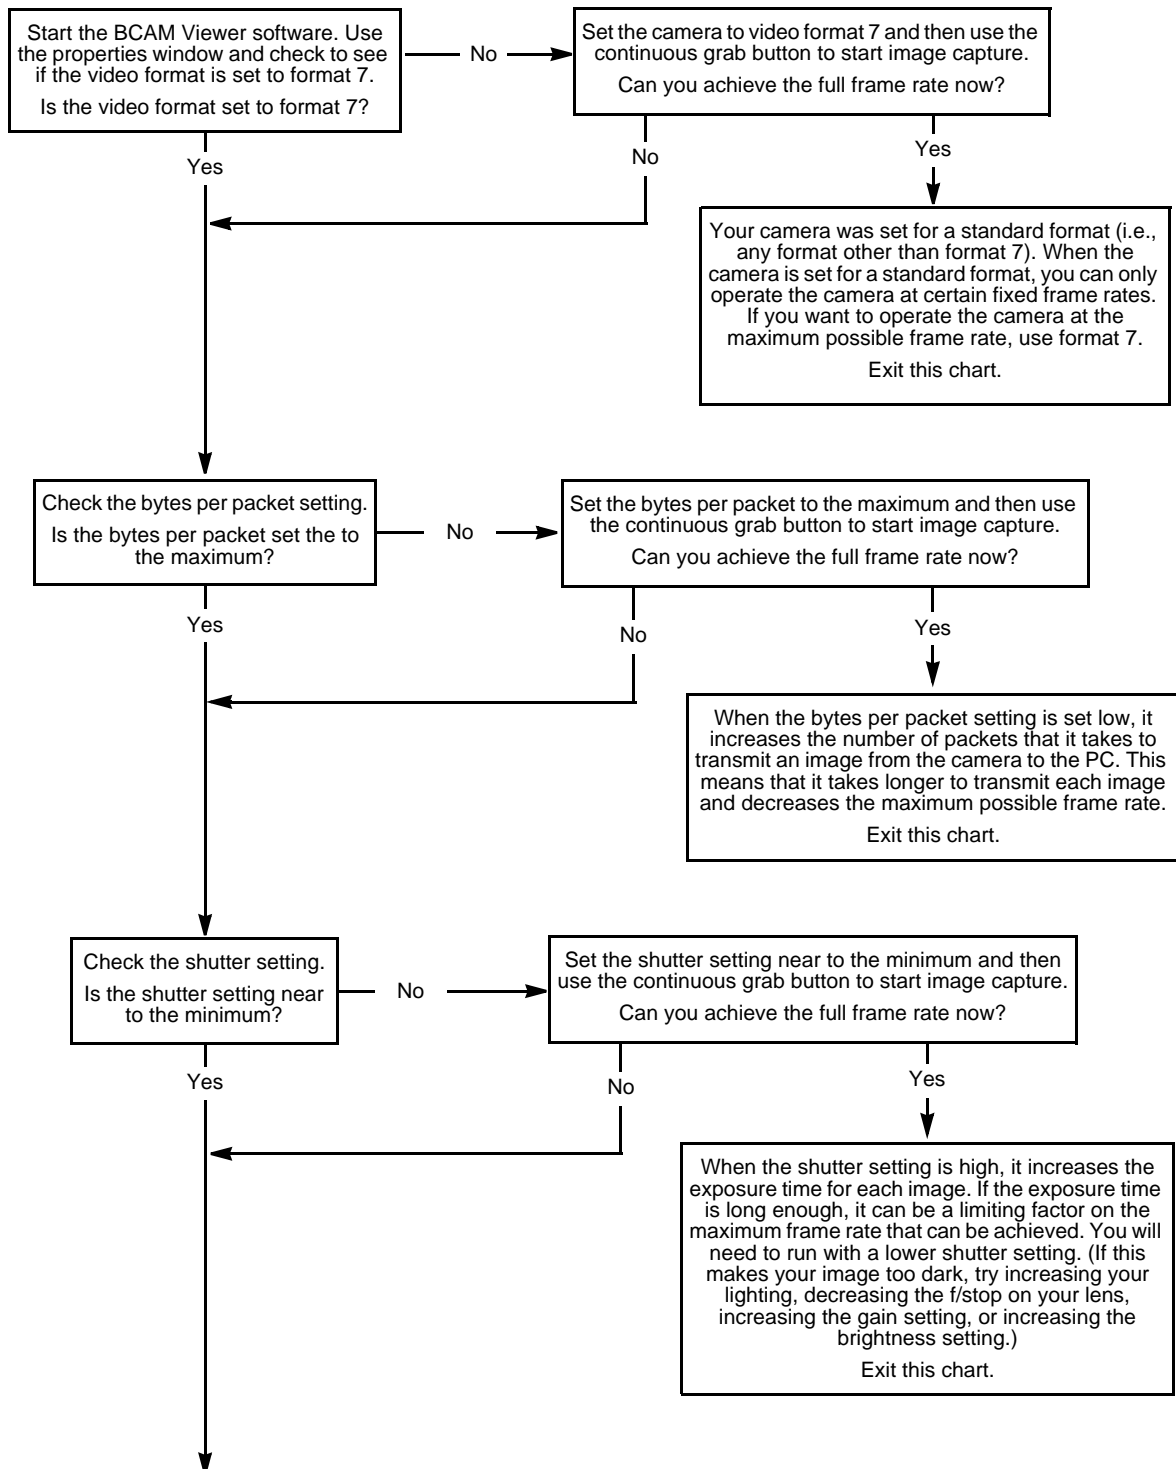 Start the BCAM Viewer software. Use
the properties window and check to see
if the video format is set to format 7.
Is the video format set to format 7?
No
Set the camera to video format 7 and then use the
continuous grab button to start image capture.
Can you achieve the full frame rate now?
Yes
No
Yes
Your camera was set for a standard format (i.e.,
any format other than format 7). When the
camera is set for a standard format, you can only
operate the camera at certain fixed frame rates.
If you want to operate the camera at the
maximum possible frame rate, use format 7.
Exit this chart.
Check the bytes per packet setting.
Is the bytes per packet set the to
the maximum?
No
Set the bytes per packet to the maximum and then use
the continuous grab button to start image capture.
Can you achieve the full frame rate now?
Yes
No
Yes
When the bytes per packet setting is set low, it
increases the number of packets that it takes to
transmit an image from the camera to the PC. This
means that it takes longer to transmit each image
and decreases the maximum possible frame rate.
Exit this chart.
Check the shutter setting.
Is the shutter setting near
to the minimum?
No
Set the shutter setting near to the minimum and then
use the continuous grab button to start image capture.
Can you achieve the full frame rate now?
Yes
No
Yes
When the shutter setting is high, it increases the
exposure time for each image. If the exposure time
is long enough, it can be a limiting factor on the
maximum frame rate that can be achieved. You will
need to run with a lower shutter setting. (If this
makes your image too dark, try increasing your
lighting, decreasing the f/stop on your lens,
increasing the gain setting, or increasing the
brightness setting.)
Exit this chart.